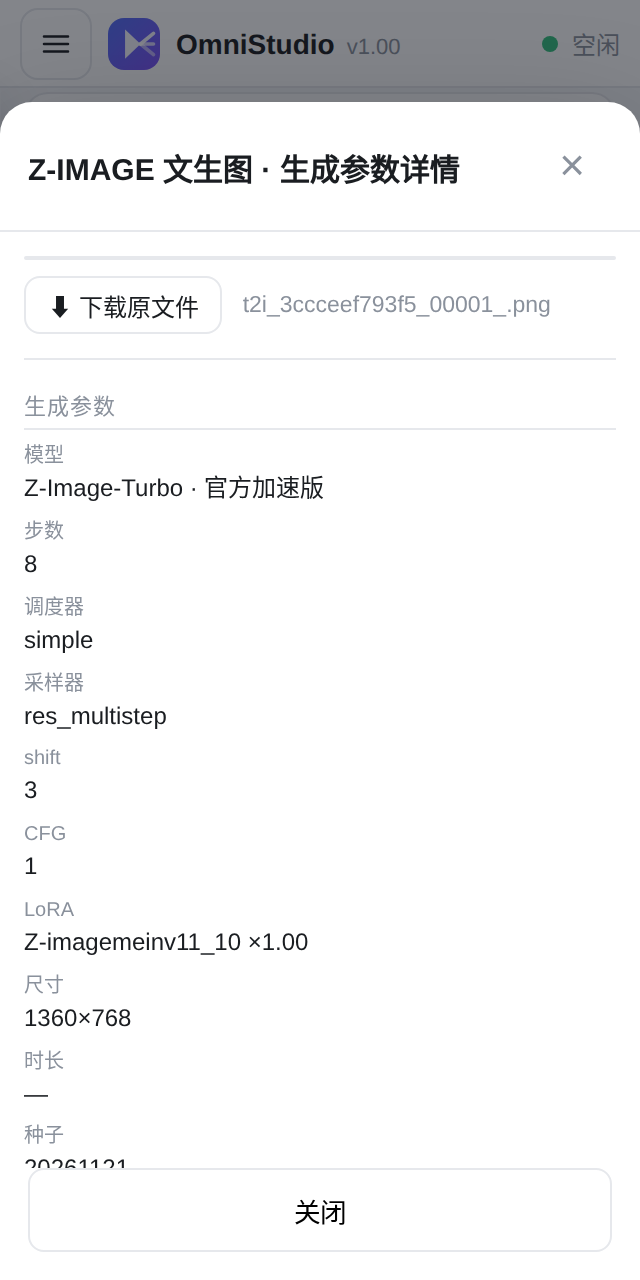 OmniStudio v1.00
空闲
Z-IMAGE 文生图 · 生成参数详情
下载原文件
t2i_3ccceef793f5_00001_.png
生成参数
模型
Z-Image-Turbo · 官方加速版
步数
8
调度器
simple
采样器
res_multistep
shift
3
CFG
1
LoRA
Z-imagemeinv11_10 ×1.00
尺寸
1360×768
时长
—
种子
20261121
关闭